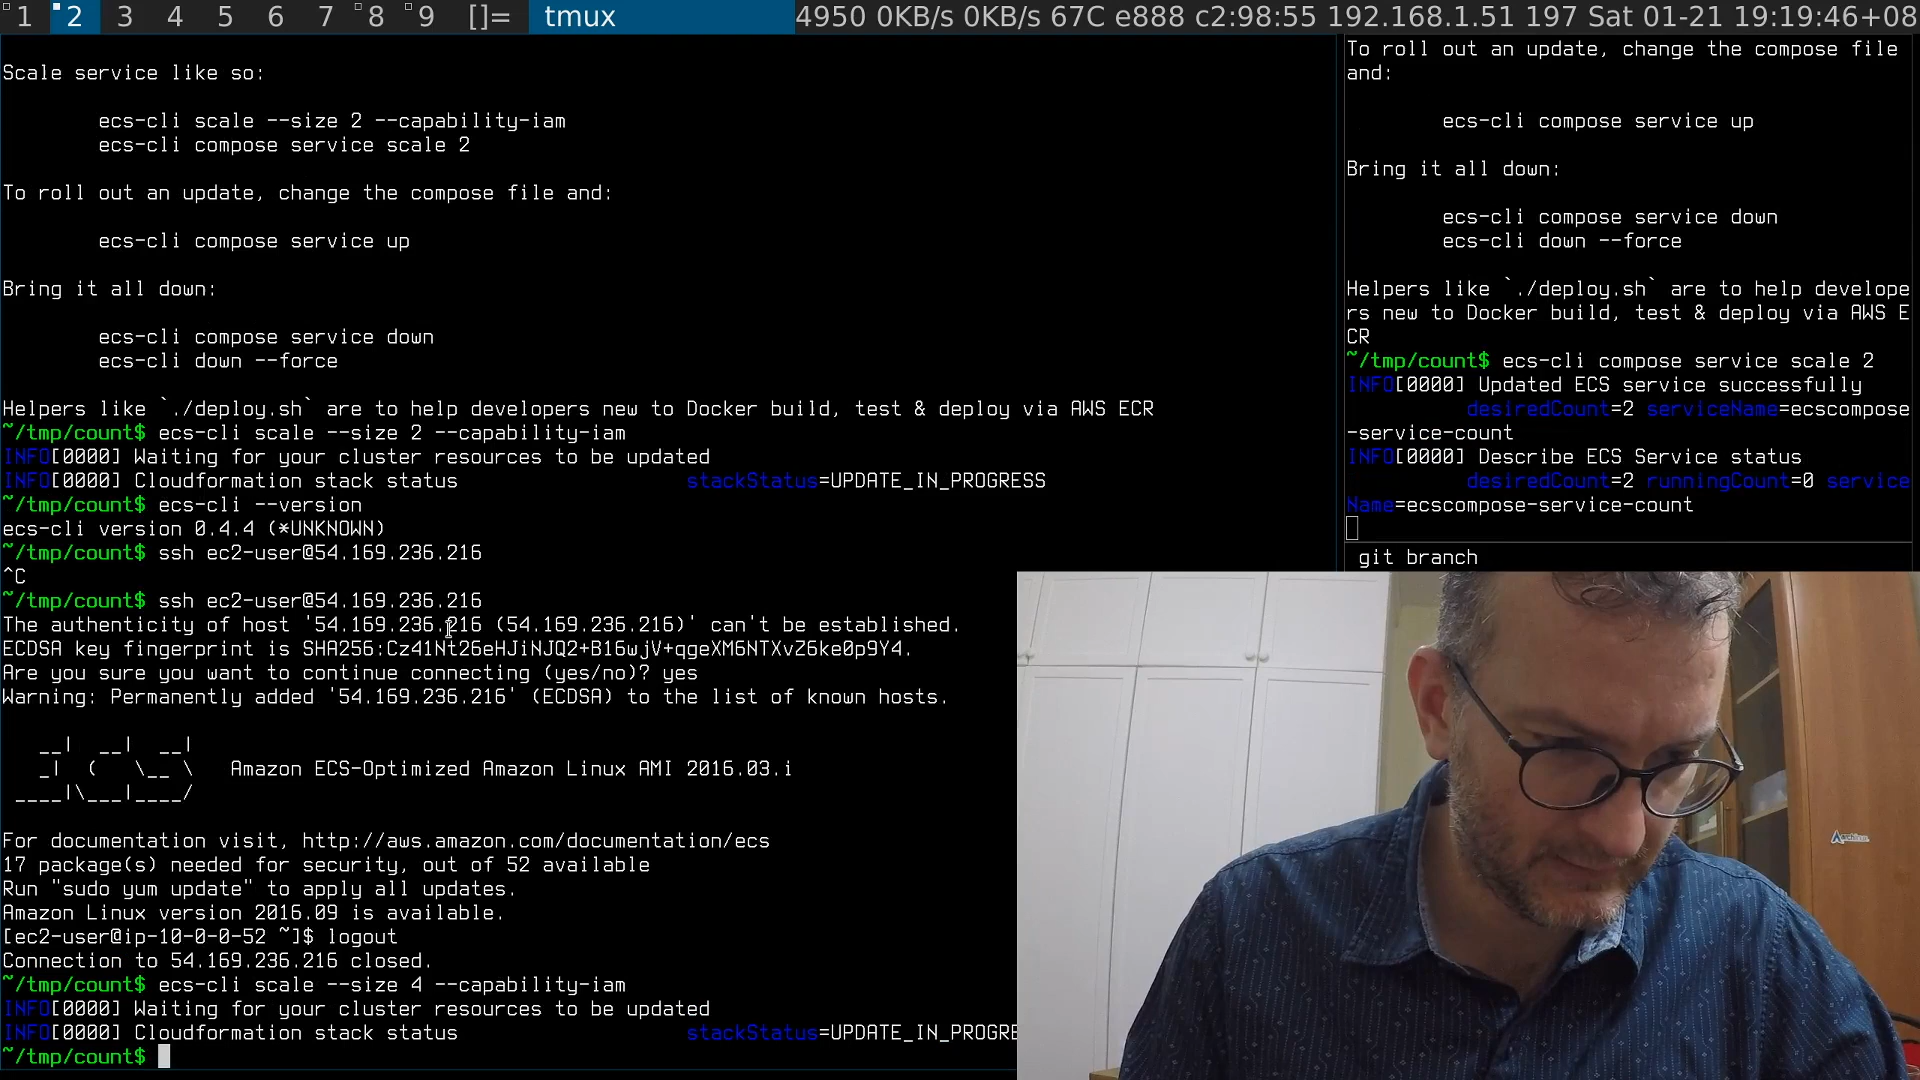 1 2 3 4 5 6 7 8 9 []= tmux 4950 0KB/s 0KB/s 67C e888 c2:98:55 192.168.1.51 197 Sat 01-21 19:19:46+08
Scale service like so:
ecs-cli scale --size 2 --capability-iam
ecs-cli compose service scale 2
To roll out an update, change the compose file and:
ecs-cli compose service up
Bring it all down:
ecs-cli compose service down
ecs-cli down --force
Helpers like `./deploy.sh` are to help developers new to Docker build, test & deploy via AWS ECR
~/tmp/count$ ecs-cli scale --size 2 --capability-iam
INFO[0000] Waiting for your cluster resources to be updated
INFO[0000] Cloudformation stack status stackStatus=UPDATE_IN_PROGRESS
~/tmp/count$ ecs-cli --version
ecs-cli version 0.4.4 (*UNKNOWN)
~/tmp/count$ ssh ec2-user@54.169.236.216
^C
~/tmp/count$ ssh ec2-user@54.169.236.216
The authenticity of host '54.169.236.216 (54.169.236.216)' can't be established.
ECDSA key fingerprint is SHA256:Cz41Nt26eHJiNJQ2+B16wjV+qgeXM6NTXvZ6ke0p9Y4.
Are you sure you want to continue connecting (yes/no)? yes
Warning: Permanently added '54.169.236.216' (ECDSA) to the list of known hosts.
__|  __|  __|
_|  (   \__ \   Amazon ECS-Optimized Amazon Linux AMI 2016.03.i
____|\___|____/
For documentation visit, http://aws.amazon.com/documentation/ecs
17 package(s) needed for security, out of 52 available
Run "sudo yum update" to apply all updates.
Amazon Linux version 2016.09 is available.
[ec2-user@ip-10-0-0-52 ~]$ logout
Connection to 54.169.236.216 closed.
~/tmp/count$ ecs-cli scale --size 4 --capability-iam
INFO[0000] Waiting for your cluster resources to be updated
INFO[0000] Cloudformation stack status stackStatus=UPDATE_IN_PROGRE
~/tmp/count$
To roll out an update, change the compose file
and:
ecs-cli compose service up
Bring it all down:
ecs-cli compose service down
ecs-cli down --force
Helpers like `./deploy.sh` are to help develope
rs new to Docker build, test & deploy via AWS E
CR
~/tmp/count$ ecs-cli compose service scale 2
INFO[0000] Updated ECS service successfully
desiredCount=2 serviceName=ecscompose
-service-count
INFO[0000] Describe ECS Service status
desiredCount=2 runningCount=0 service
Name=ecscompose-service-count
git branch